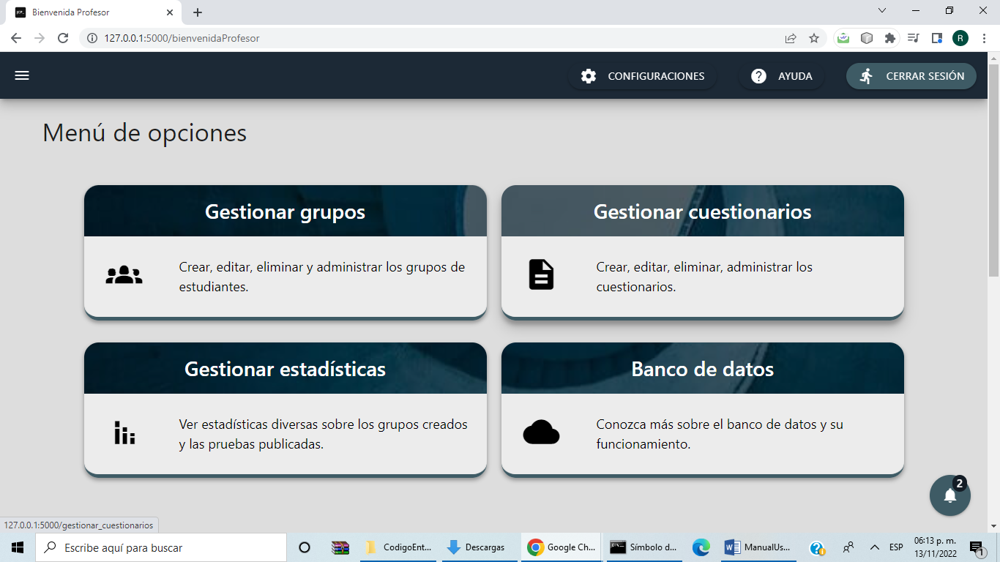 Bienvenida Profesor
127.0.0.1:5000/bienvenidaProfesor
R
CONFIGURACIONES
AYUDA
CERRAR SESIÓN
Menú de opciones
Gestionar grupos
Crear, editar, eliminar y administrar los grupos de
estudiantes.
Gestionar cuestionarios
Crear, editar, eliminar, administrar los
cuestionarios.
Gestionar estadísticas
Ver estadísticas diversas sobre los grupos creados
y las pruebas publicadas.
Banco de datos
Conozca más sobre el banco de datos y su
funcionamiento.
2
127.0.0.1:5000/gestionar_cuestionarios
Escribe aquí para buscar
CodigoEnt...
Descargas
Google Ch...
Símbolo d...
ManualUs...
ESP
06:13 p. m.
13/11/2022
1